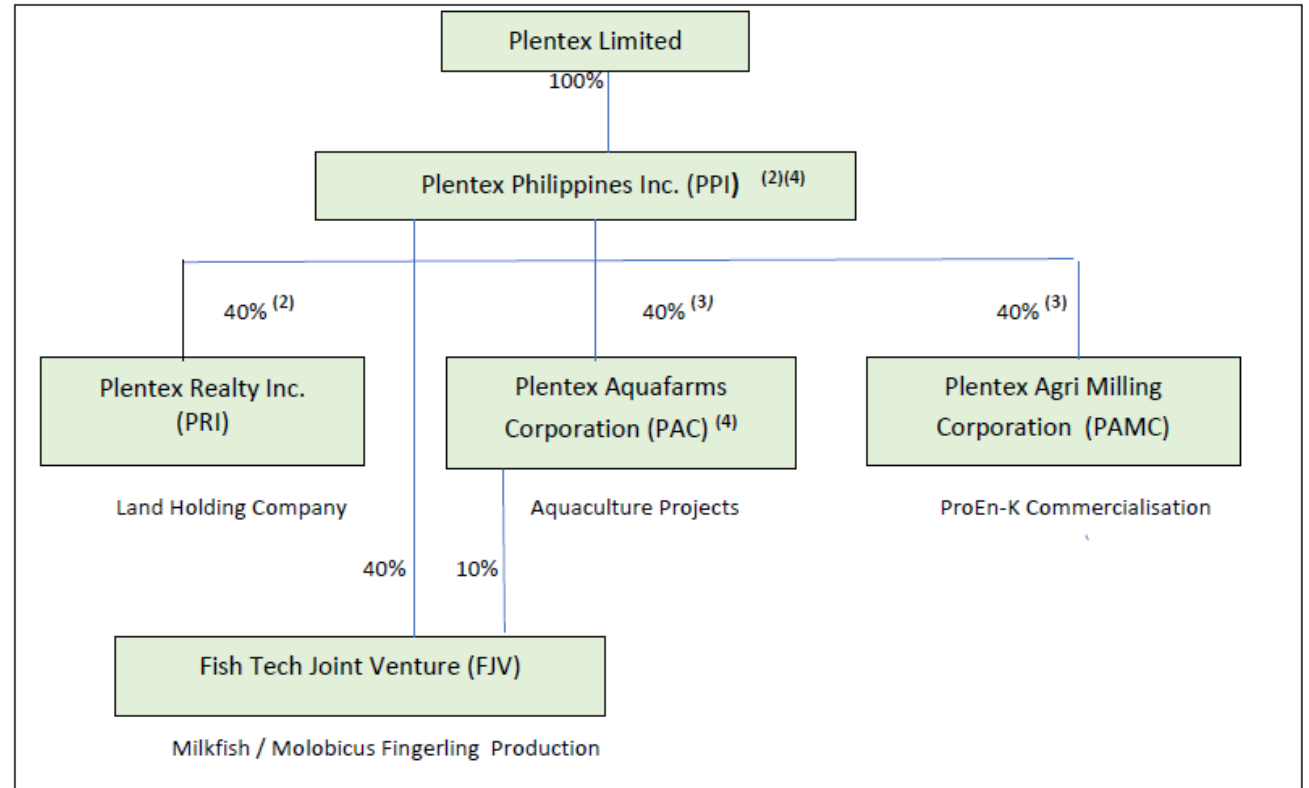 Plentex Limited
100%
Plentex Philippines Inc. (PPI) (2)(4)
40% (2)
40% (3)
40% (3)
Plentex Realty Inc.
(PRI)
Plentex Aquafarms
Corporation (PAC) (4)
Plentex Agri Milling
Corporation (PAMC)
Land Holding Company
Aquaculture Projects
ProEn-K Commercialisation
40%
10%
Fish Tech Joint Venture (FJV)
Milkfish / Molobicus Fingerling Production